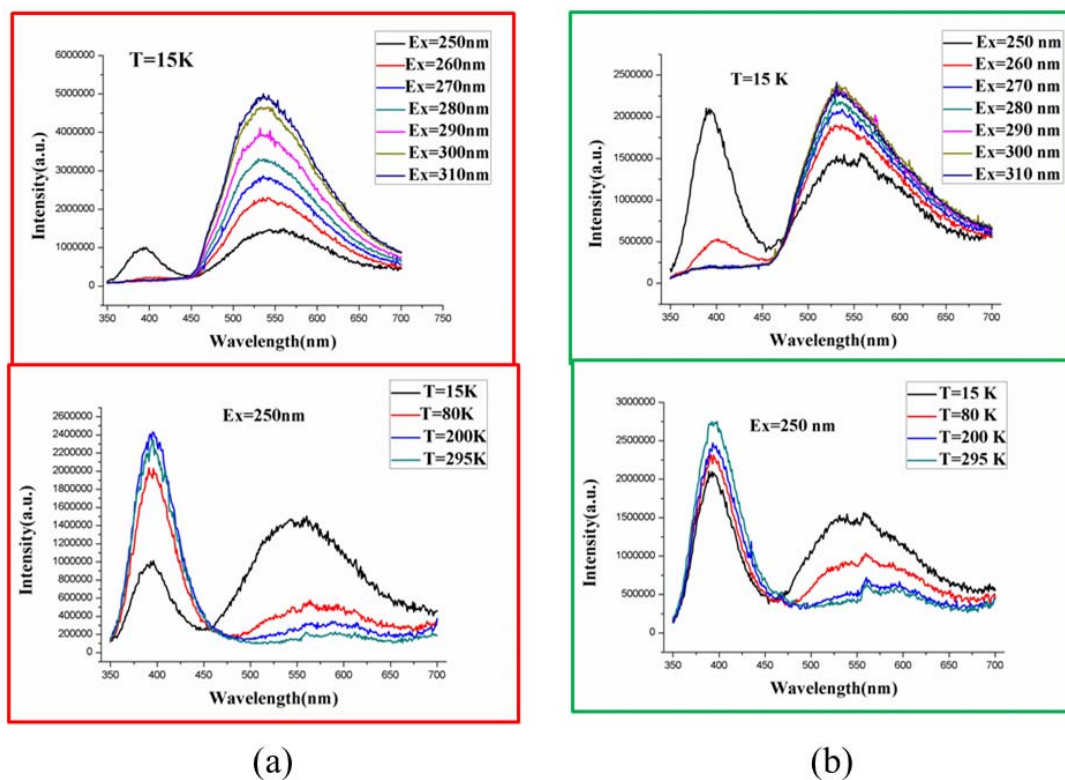 T=15K
Ex=250nm
Ex=260nm
Ex=270nm
Ex=280nm
Ex=290nm
Ex=300nm
Ex=310nm
6000000
5000000
4000000
3000000
2000000
1000000
0
Intensity(a.u.)
350 400 450 500 550 600 650 700 750
Wavelength(nm)
T=15 K
Ex=250 nm
Ex=260 nm
Ex=270 nm
Ex=280 nm
Ex=290 nm
Ex=300 nm
Ex=310 nm
2500000
2000000
1500000
1000000
500000
0
Intensity(a.u.)
350 400 450 500 550 600 650 700
Wavelength(nm)
Ex=250nm
T=15K
T=80K
T=200K
T=295K
2600000
2400000
2200000
2000000
1800000
1600000
1400000
1200000
1000000
800000
600000
400000
200000
0
Intensity(a.u.)
350 400 450 500 550 600 650 700
Wavelength(nm)
Ex=250 nm
T=15 K
T=80 K
T=200 K
T=295 K
3000000
2500000
2000000
1500000
1000000
500000
0
Intensity(a.u.)
350 400 450 500 550 600 650 700
Wavelength(nm)
(a)
(b)